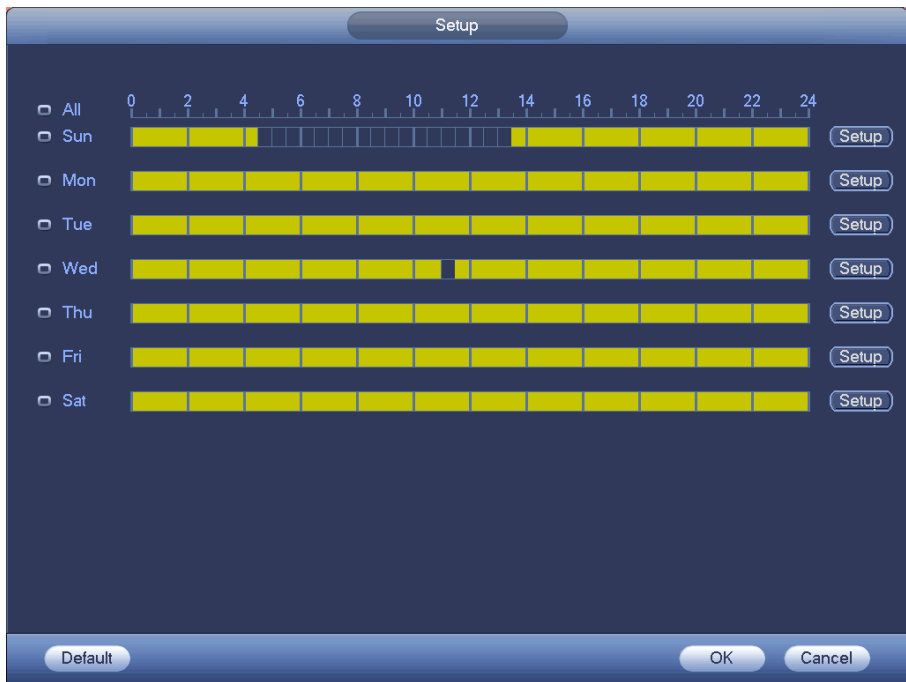 Setup
All 0 2 4 6 8 10 12 14 16 18 20 22 24
Sun Setup
Mon Setup
Tue Setup
Wed Setup
Thu Setup
Fri Setup
Sat Setup
Default OK Cancel